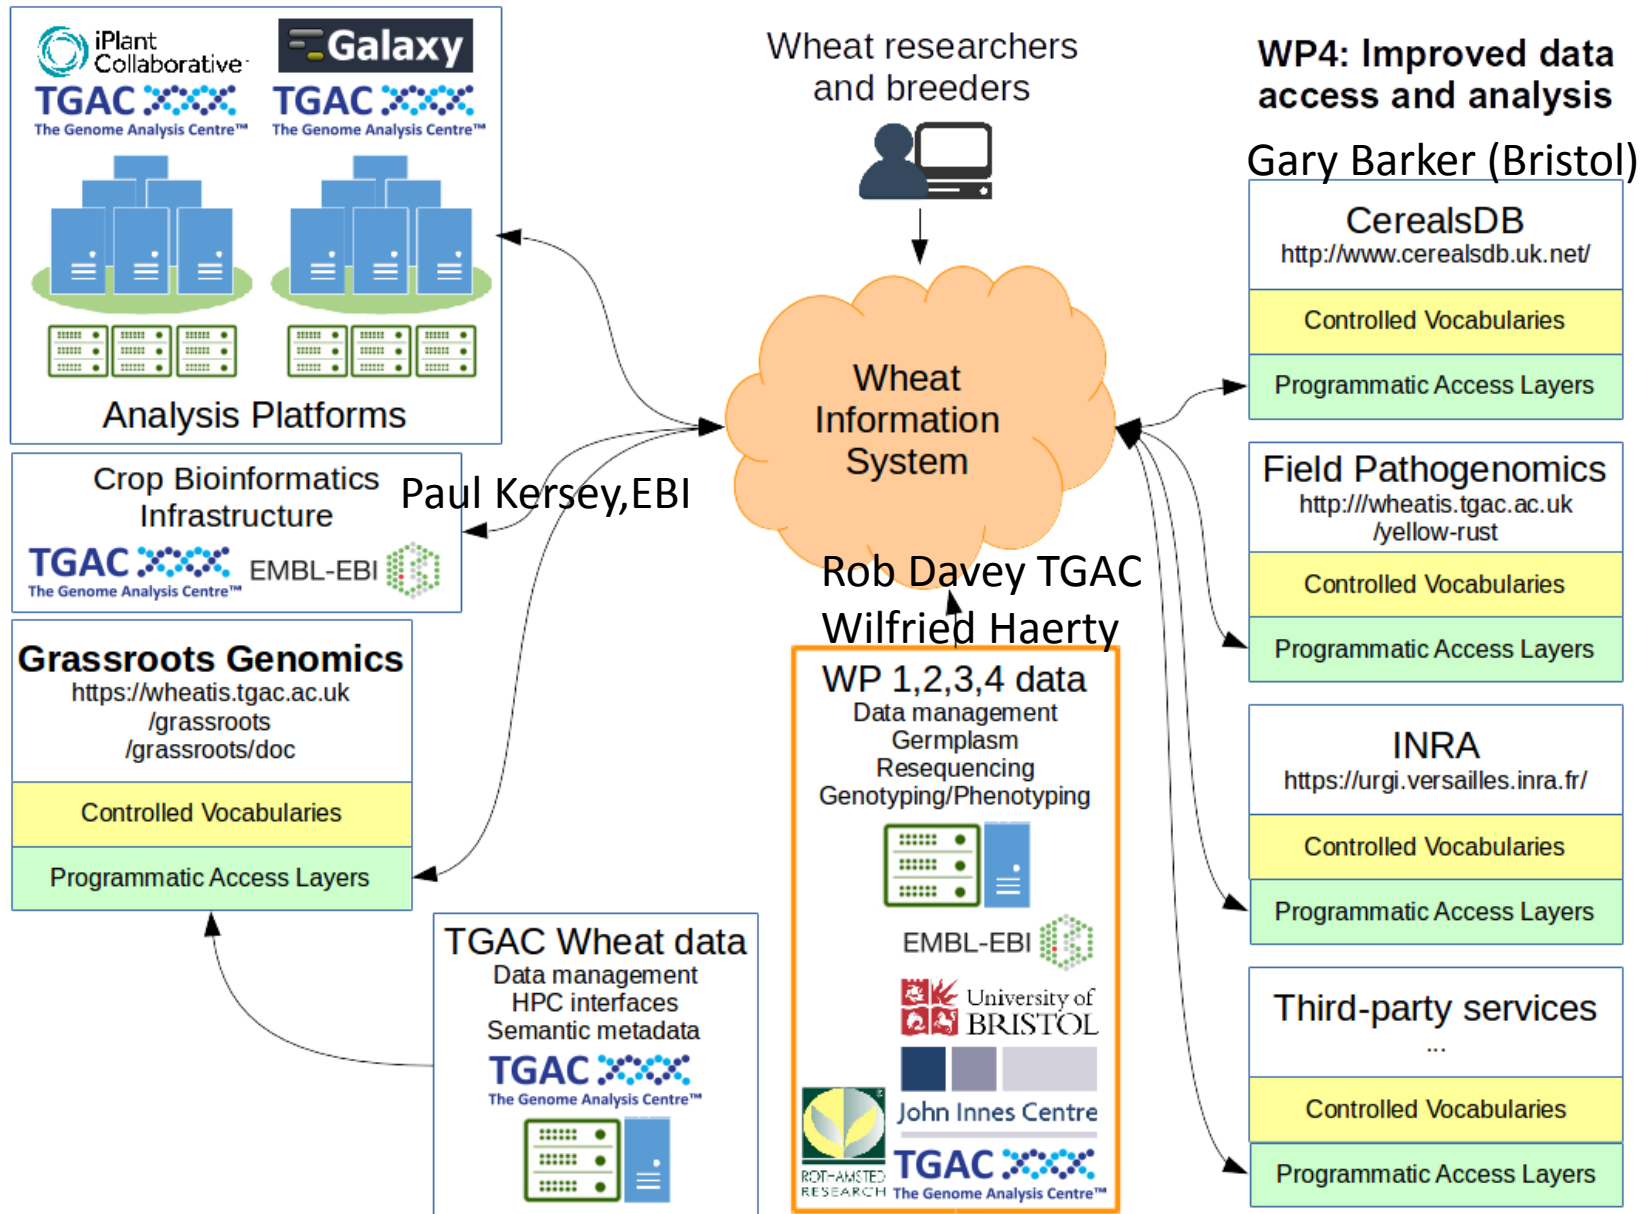 iPlant
Collaborative
Galaxy
TGAC
The Genome Analysis Centre™
TGAC
The Genome Analysis Centre™
Analysis Platforms
Crop Bioinformatics
Infrastructure
TGAC
The Genome Analysis Centre™
EMBL-EBI
Paul Kersey,EBI
Grassroots Genomics
https://wheatis.tgac.ac.uk
/grassroots
/grassroots/doc
Controlled Vocabularies
Programmatic Access Layers
TGAC Wheat data
Data management
HPC interfaces
Semantic metadata
TGAC
The Genome Analysis Centre™
Wheat researchers
and breeders
Wheat
Information
System
Rob Davey TGAC
Wilfried Haerty
WP 1,2,3,4 data
Data management
Germplasm
Resequencing
Genotyping/Phenotyping
EMBL-EBI
University of
BRISTOL
John Innes Centre
ROTHAMSTED
RESEARCH
TGAC
The Genome Analysis Centre™
WP4: Improved data
access and analysis
Gary Barker (Bristol)
CerealsDB
http://www.cerealsdb.uk.net/
Controlled Vocabularies
Programmatic Access Layers
Field Pathogenomics
http:///wheatis.tgac.ac.uk
/yellow-rust
Controlled Vocabularies
Programmatic Access Layers
INRA
https://urgi.versailles.inra.fr/
Controlled Vocabularies
Programmatic Access Layers
Third-party services
...
Controlled Vocabularies
Programmatic Access Layers